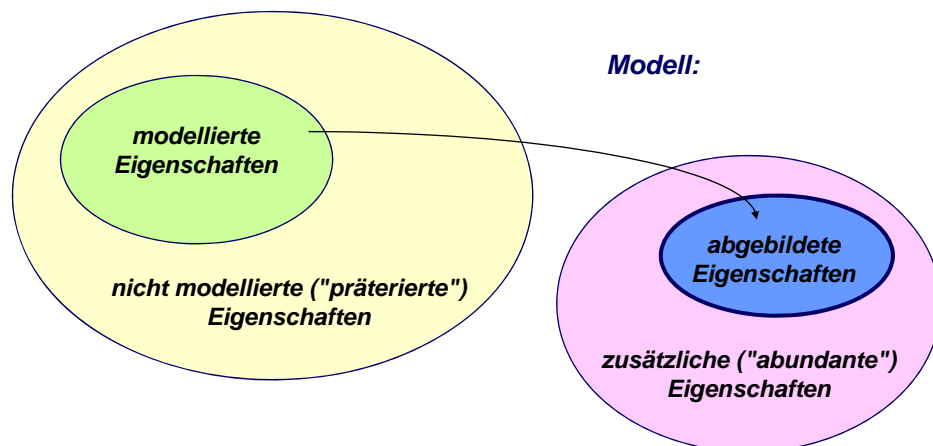 Modell:
modellierte
Eigenschaften
abgebildete
Eigenschaften
nicht modellierte ("präterierte")
Eigenschaften
zusätzliche ("abundante")
Eigenschaften